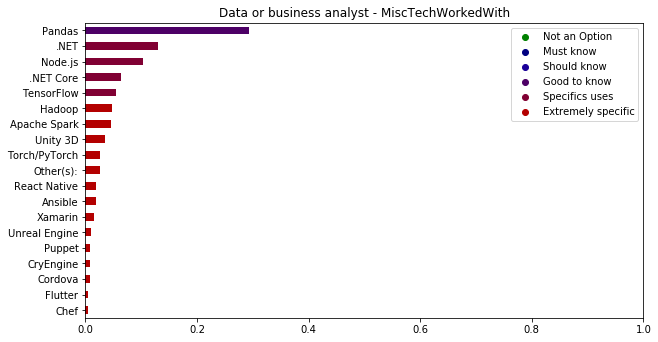 Data or business analyst - MiscTechWorkedWith
Pandas
.NET
Node.js
.NET Core
TensorFlow
Hadoop
Apache Spark
Unity 3D
Torch/PyTorch
Other(s):
React Native
Ansible
Xamarin
Unreal Engine
Puppet
CryEngine
Cordova
Flutter
Chef
Not an Option
Must know
Should know
Good to know
Specifics uses
Extremely specific
0.0 0.2 0.4 0.6 0.8 1.0